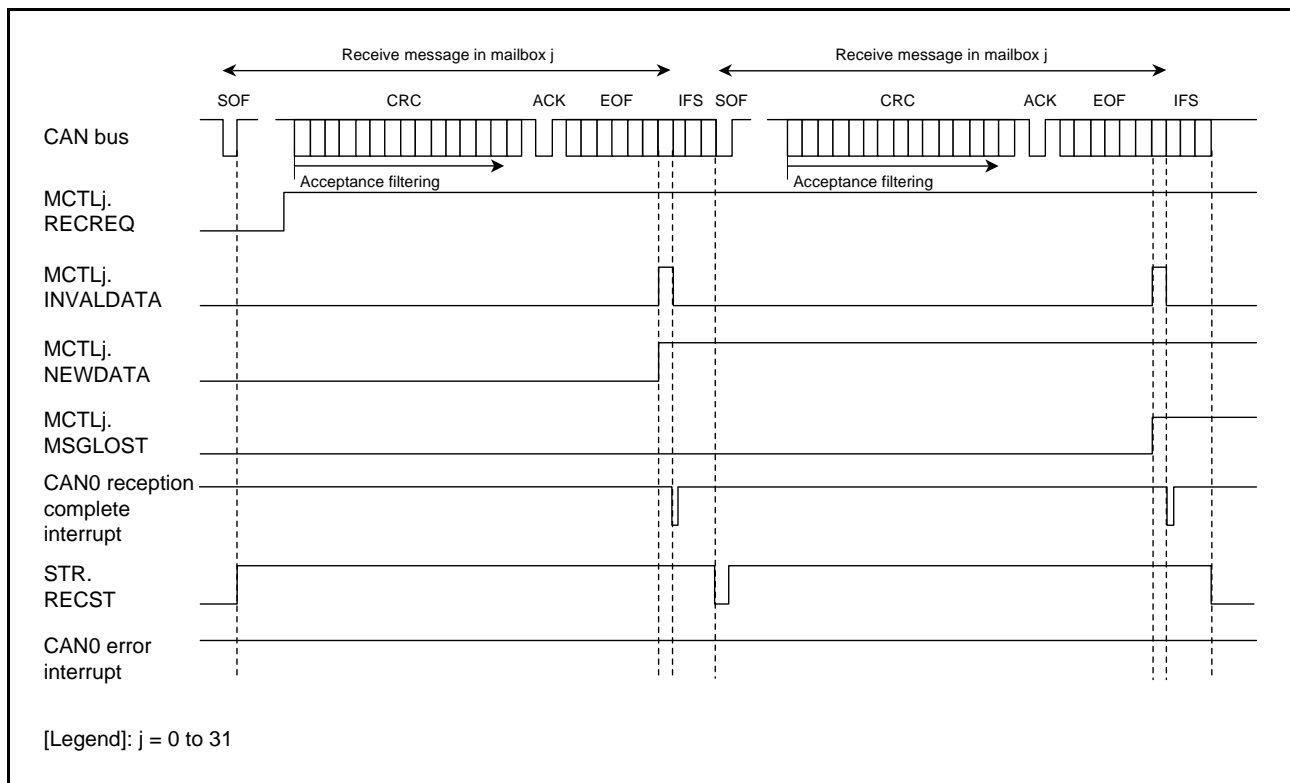 Receive message in mailbox j Receive message in mailbox j
SOF CRC ACK EOF IFS SOF CRC ACK EOF IFS
CAN bus
Acceptance filtering Acceptance filtering
MCTLj.
RECREQ
MCTLj.
INVALDATA
MCTLj.
NEWDATA
MCTLj.
MSGLOST
CAN0 reception
complete
interrupt
STR.
RECST
CAN0 error
interrupt
[Legend]: j = 0 to 31